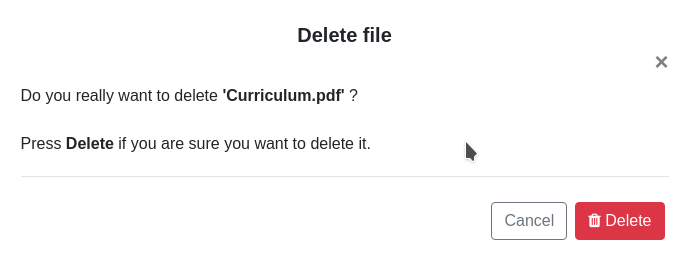 Delete file
×
Do you really want to delete 'Curriculum.pdf' ?
Press Delete if you are sure you want to delete it.
Cancel Delete